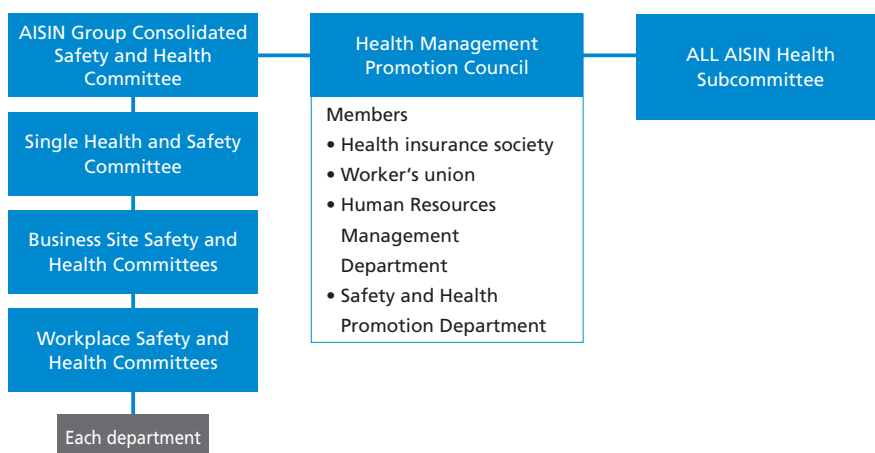 AISIN Group Consolidated
Safety and Health
Committee
Single Health and Safety
Committee
Business Site Safety and
Health Committees
Workplace Safety and
Health Committees
Each department
Health Management
Promotion Council
Members
• Health insurance society
• Worker's union
• Human Resources
Management
Department
• Safety and Health
Promotion Department
ALL AISIN Health
Subcommittee